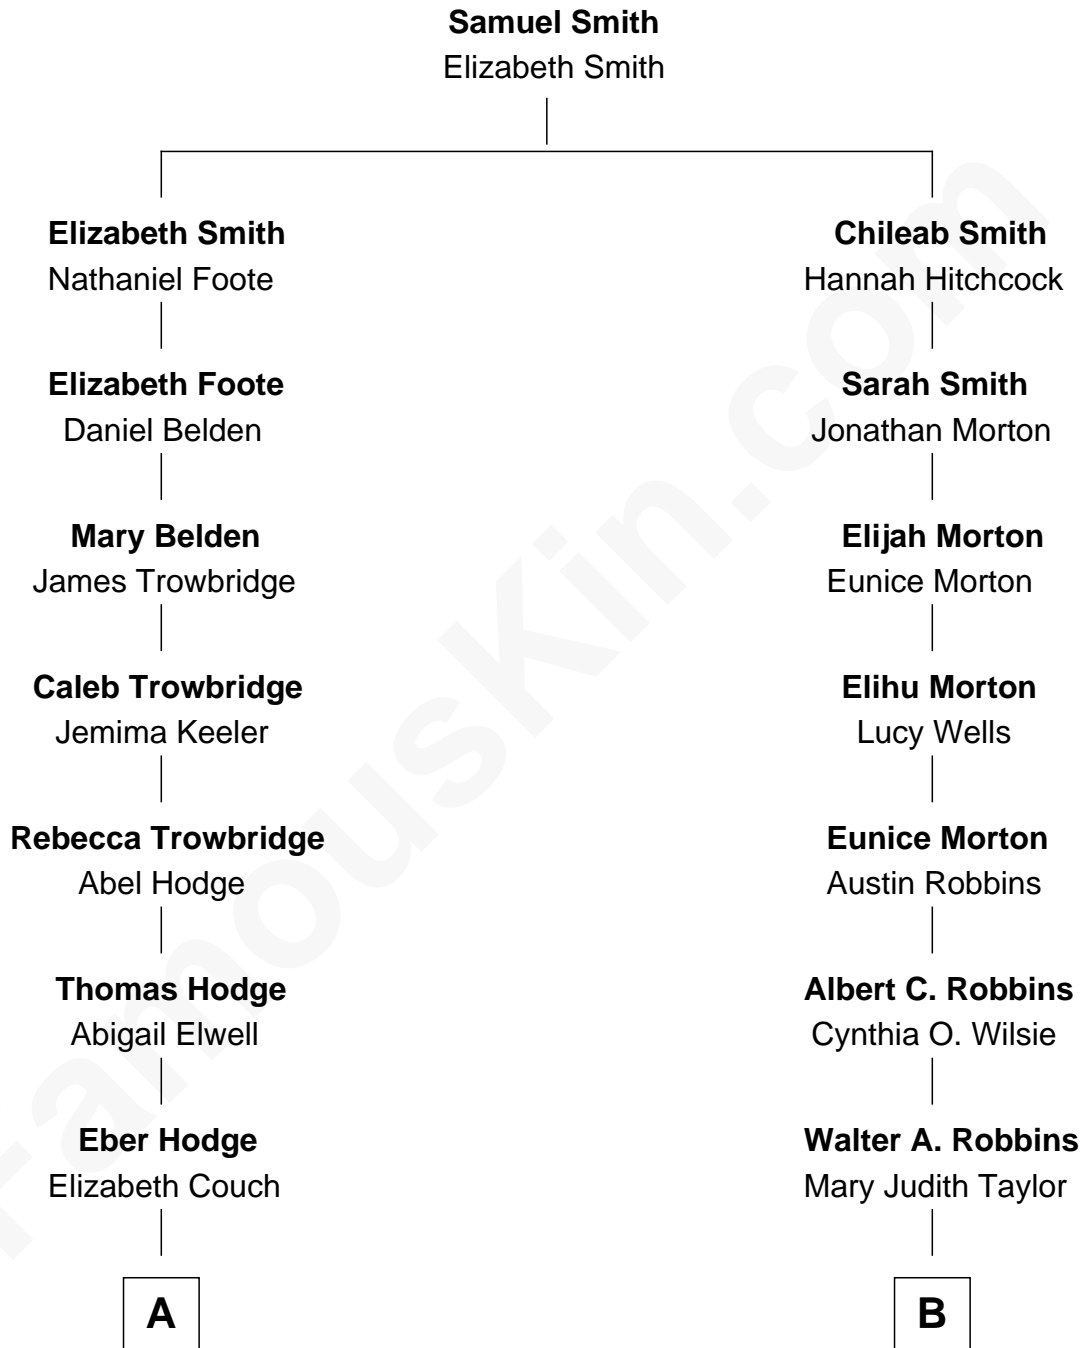 Samuel Smith
Elizabeth Smith
Elizabeth Smith
Nathaniel Foote
Chileab Smith
Hannah Hitchcock
Elizabeth Foote
Daniel Belden
Sarah Smith
Jonathan Morton
Mary Belden
James Trowbridge
Elijah Morton
Eunice Morton
Caleb Trowbridge
Jemima Keeler
Elihu Morton
Lucy Wells
Rebecca Trowbridge
Abel Hodge
Eunice Morton
Austin Robbins
Thomas Hodge
Abigail Elwell
Albert C. Robbins
Cynthia O. Wilsie
Eber Hodge
Elizabeth Couch
Walter A. Robbins
Mary Judith Taylor
A
B
FamousKin.com